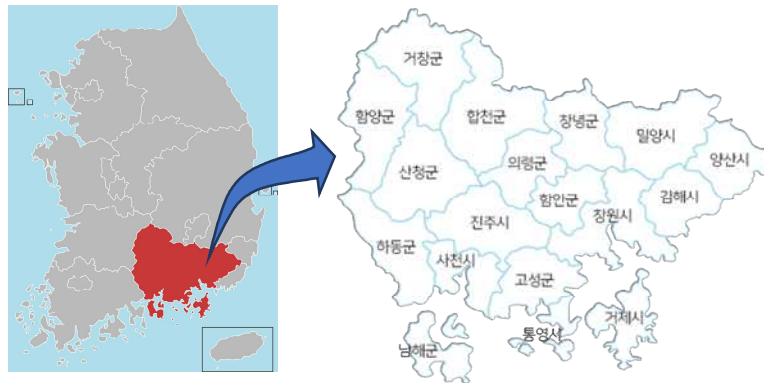 거창군
함양군
합천군
창녕군
밀양시
양산시
산청군
의령군
김해시
진주시
함안군
창원시
하동군
사천시
고성군
거제시
통영시
남해군